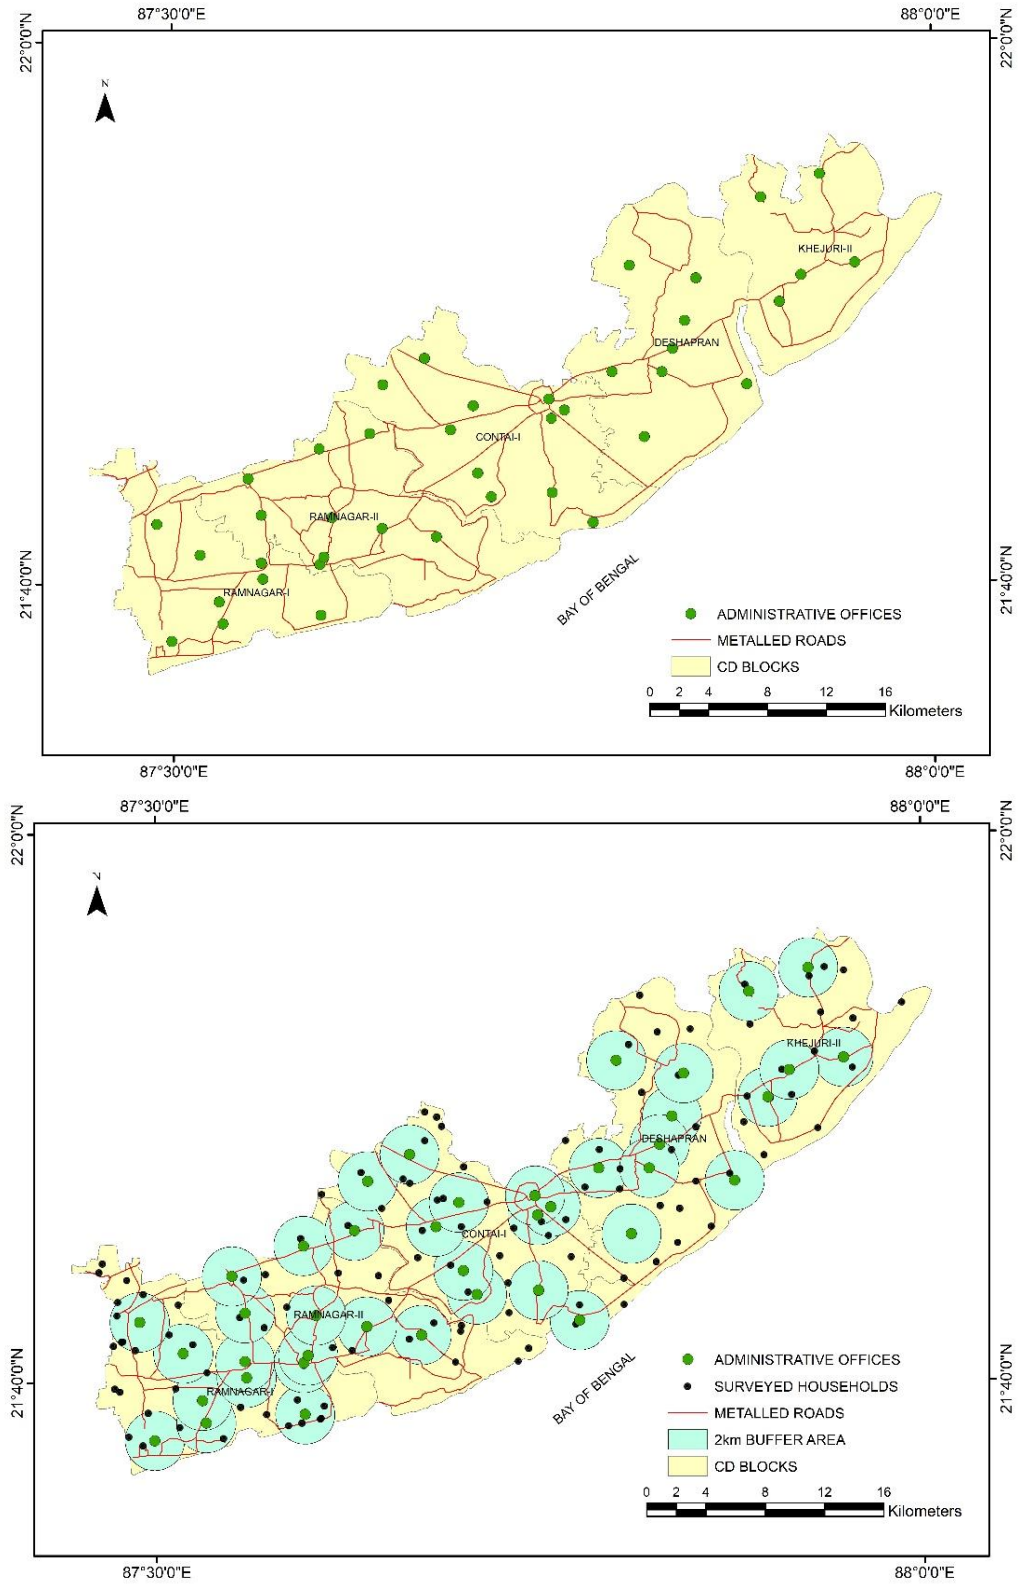 87°30'0"E 88°0'0"E
22°0'0"N 22°0'0"N
N
KHEJURI-II
DESHAPRAN
CONTAI-I
RAMNAGAR-II
RAMNAGAR-I
BAY OF BENGAL
21°40'0"N 21°40'0"N
ADMINISTRATIVE OFFICES
METALLED ROADS
CD BLOCKS
0 2 4 8 12 16
Kilometers
87°30'0"E 88°0'0"E
87°30'0"E 88°0'0"E
22°0'0"N 22°0'0"N
N
KHEJURI-II
DESHAPRAN
CONTAI-I
RAMNAGAR-II
RAMNAGAR-I
BAY OF BENGAL
21°40'0"N 21°40'0"N
ADMINISTRATIVE OFFICES
SURVEYED HOUSEHOLDS
METALLED ROADS
2km BUFFER AREA
CD BLOCKS
0 2 4 8 12 16
Kilometers
87°30'0"E 88°0'0"E